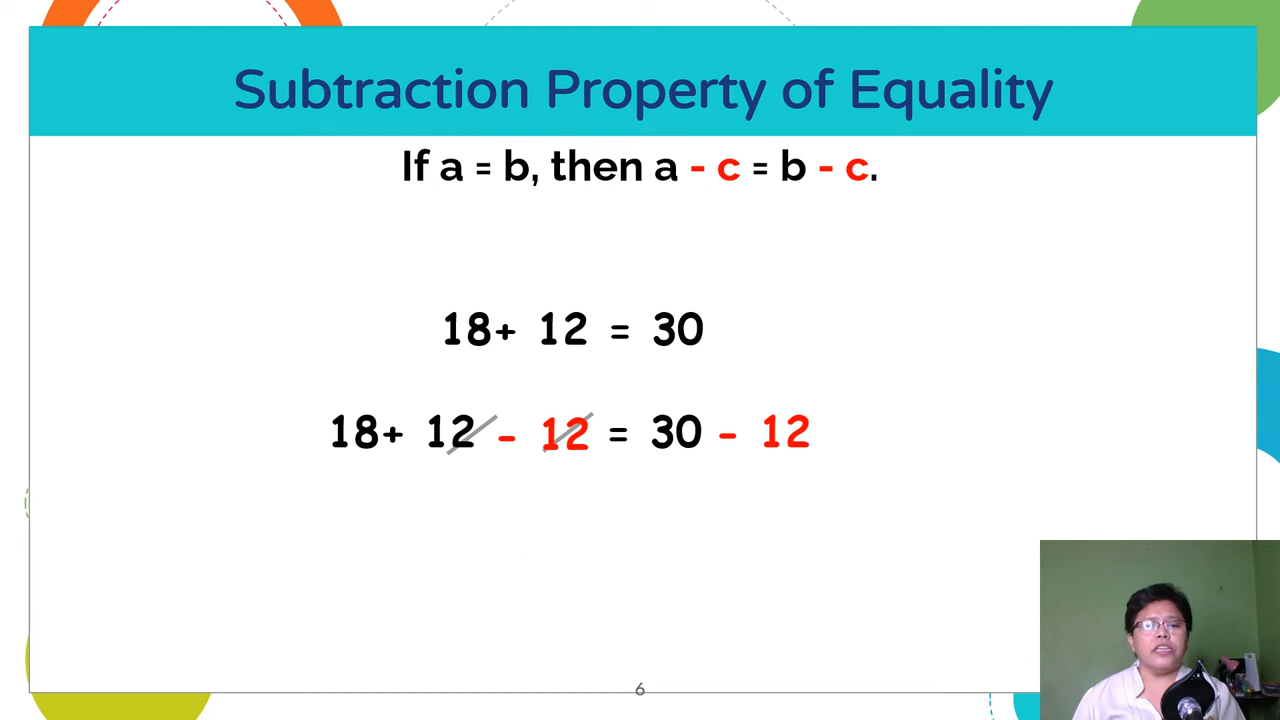 Subtraction Property of Equality
If a = b, then a - c = b - c.
18+ 12 = 30
18+ 12 - 12 = 30 - 12
6